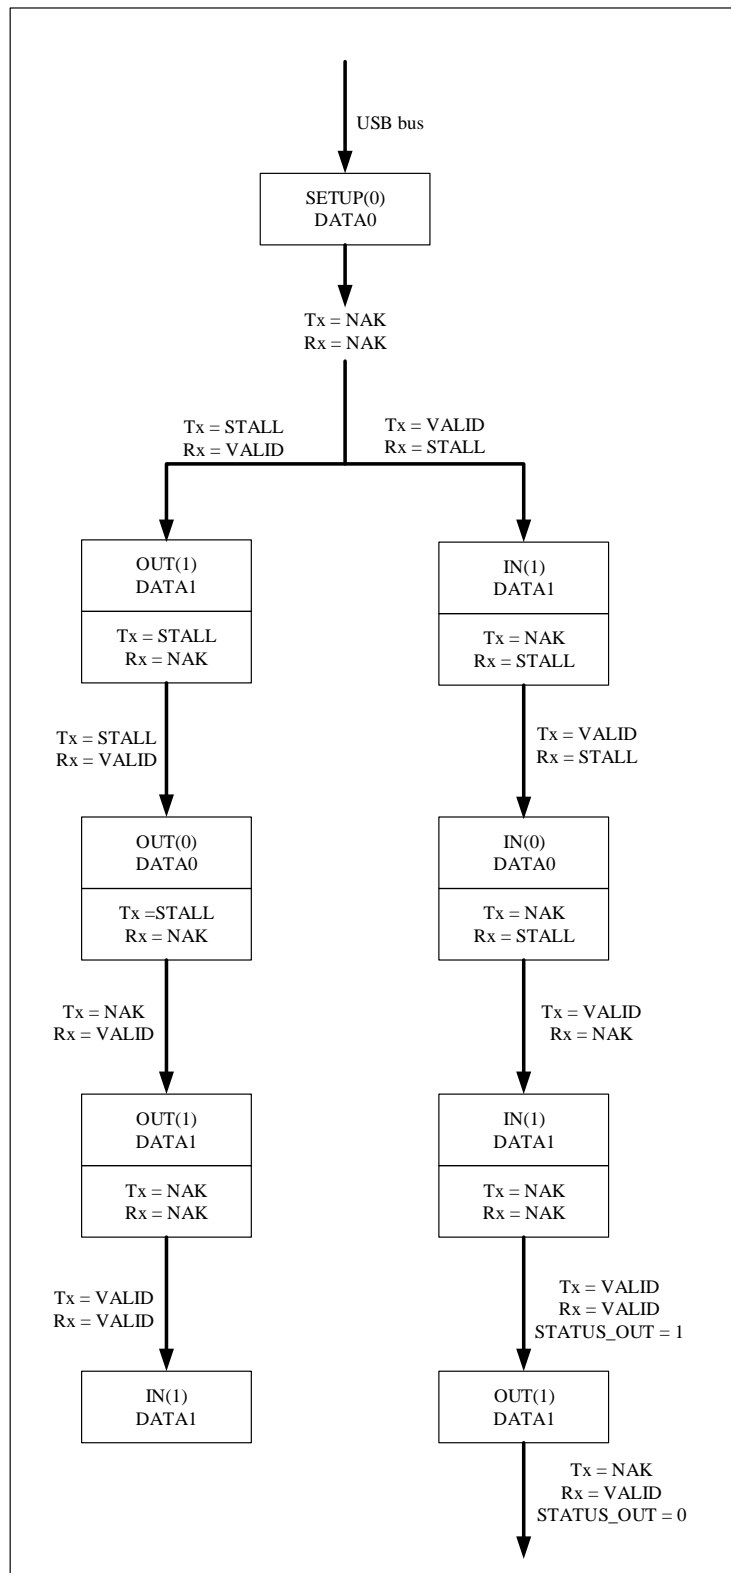 USB bus
SETUP(0)
DATA0
Tx = NAK
Rx = NAK
Tx = STALL
Rx = VALID
Tx = VALID
Rx = STALL
OUT(1)
DATA1
Tx = STALL
Rx = NAK
IN(1)
DATA1
Tx = NAK
Rx = STALL
Tx = STALL
Rx = VALID
Tx = VALID
Rx = STALL
OUT(0)
DATA0
Tx =STALL
Rx = NAK
IN(0)
DATA0
Tx = NAK
Rx = STALL
Tx = NAK
Rx = VALID
Tx = VALID
Rx = NAK
OUT(1)
DATA1
Tx = NAK
Rx = NAK
IN(1)
DATA1
Tx = NAK
Rx = NAK
Tx = VALID
Rx = VALID
Tx = VALID
Rx = VALID
STATUS_OUT = 1
IN(1)
DATA1
OUT(1)
DATA1
Tx = NAK
Rx = VALID
STATUS_OUT = 0